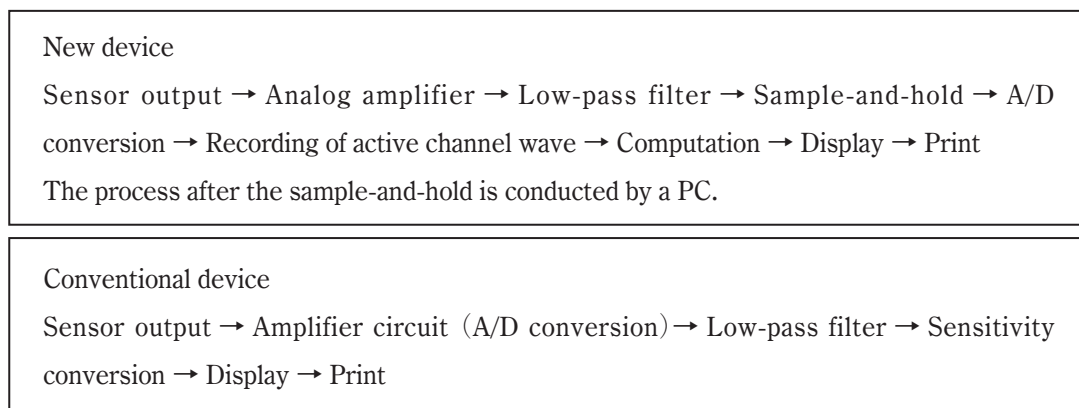 New device
Sensor output → Analog amplifier → Low-pass filter → Sample-and-hold → A/D
conversion → Recording of active channel wave → Computation → Display → Print
The process after the sample-and-hold is conducted by a PC.
Conventional device
Sensor output → Amplifier circuit (A/D conversion) → Low-pass filter → Sensitivity
conversion → Display → Print